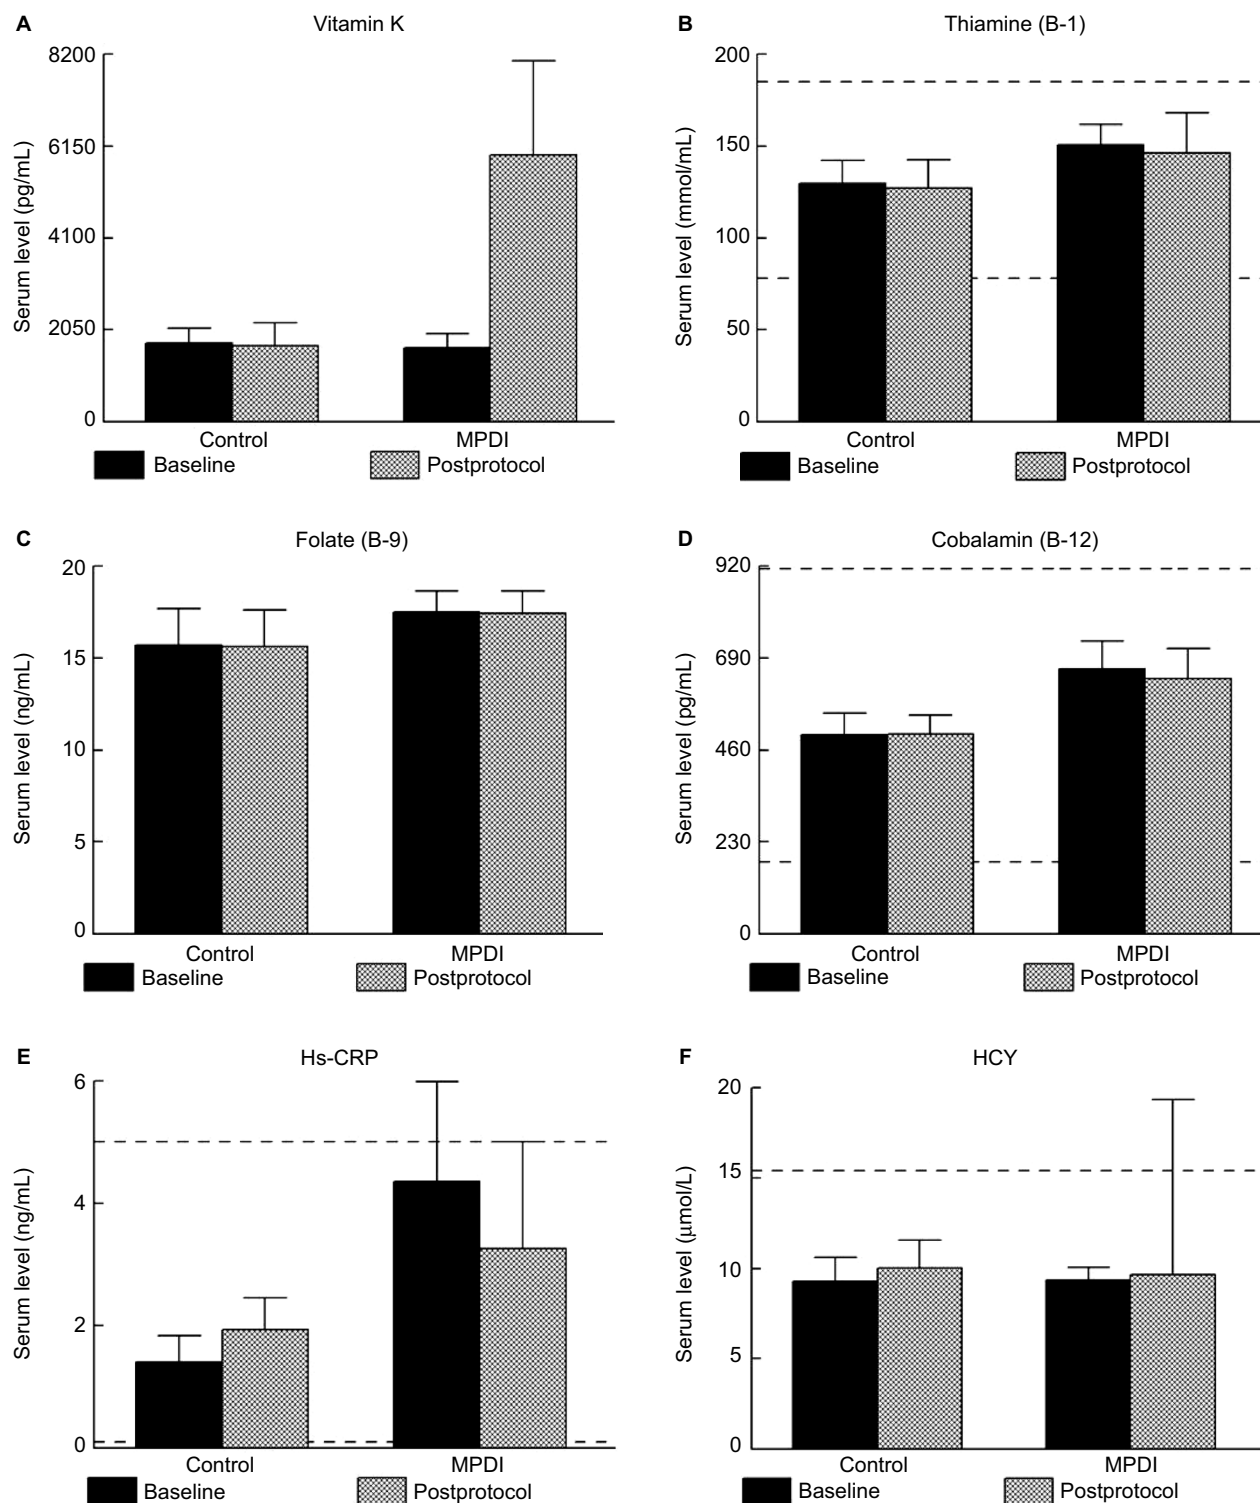 A
Vitamin K
Serum level (pg/mL)
8200
6150
4100
2050
0
Control
MPDI
Baseline
Postprotocol
B
Thiamine (B-1)
Serum level (mmol/mL)
200
150
100
50
0
Control
MPDI
Baseline
Postprotocol
C
Folate (B-9)
Serum level (ng/mL)
20
15
10
5
0
Control
MPDI
Baseline
Postprotocol
D
Cobalamin (B-12)
Serum level (pg/mL)
920
690
460
230
0
Control
MPDI
Baseline
Postprotocol
E
Hs-CRP
Serum level (ng/mL)
6
4
2
0
Control
MPDI
Baseline
Postprotocol
F
HCY
Serum level (µmol/L)
20
15
10
5
0
Control
MPDI
Baseline
Postprotocol